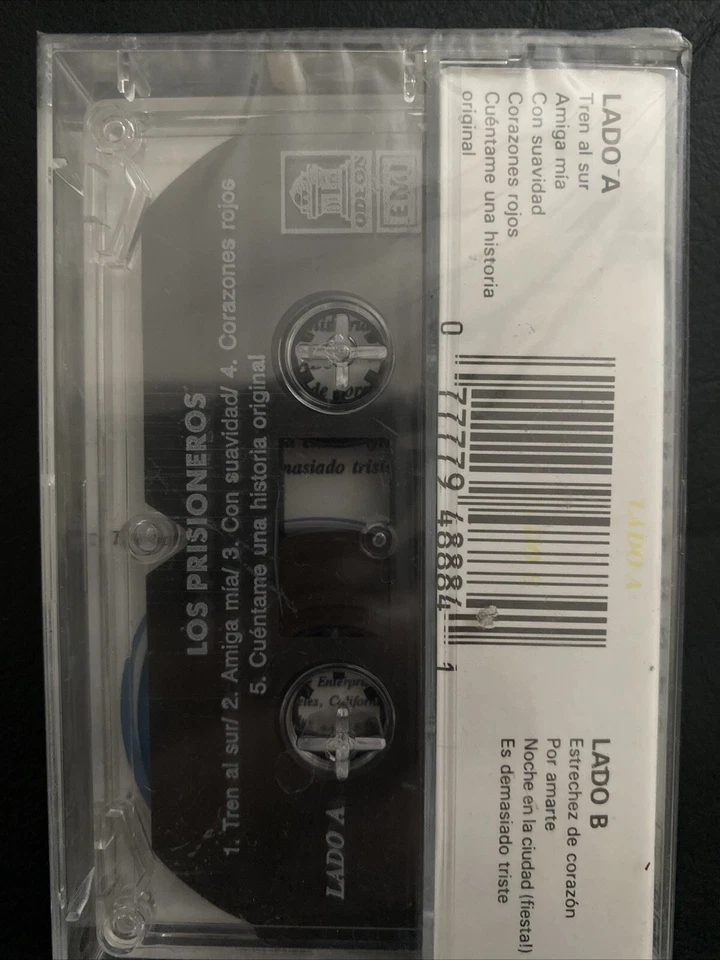 LADO A
Tren al sur
Amiga mía
Con suavidad
Corazones rojos
Cuéntame una historia
original
0 77779 48884 1
LADO B
Estrechez de corazón
Por amarte
Noche en la ciudad (fiesta!)
Es demasiado triste
LADO A
EMI
ODEON
LOS PRISIONEROS
1. Tren al sur/ 2. Amiga mía/ 3. Con suavidad/ 4. Corazones rojos
5. Cuéntame una historia original
LADO A
masiado triste